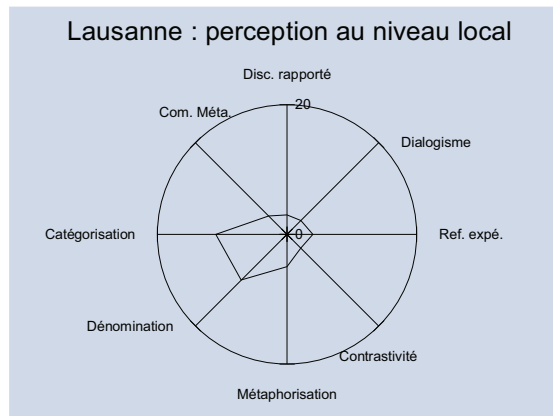 Lausanne : perception au niveau local
Disc. rapporté
20
Com. Méta.
Dialogisme
Catégorisation
0
Ref. expé.
Dénomination
Contrastivité
Métaphorisation